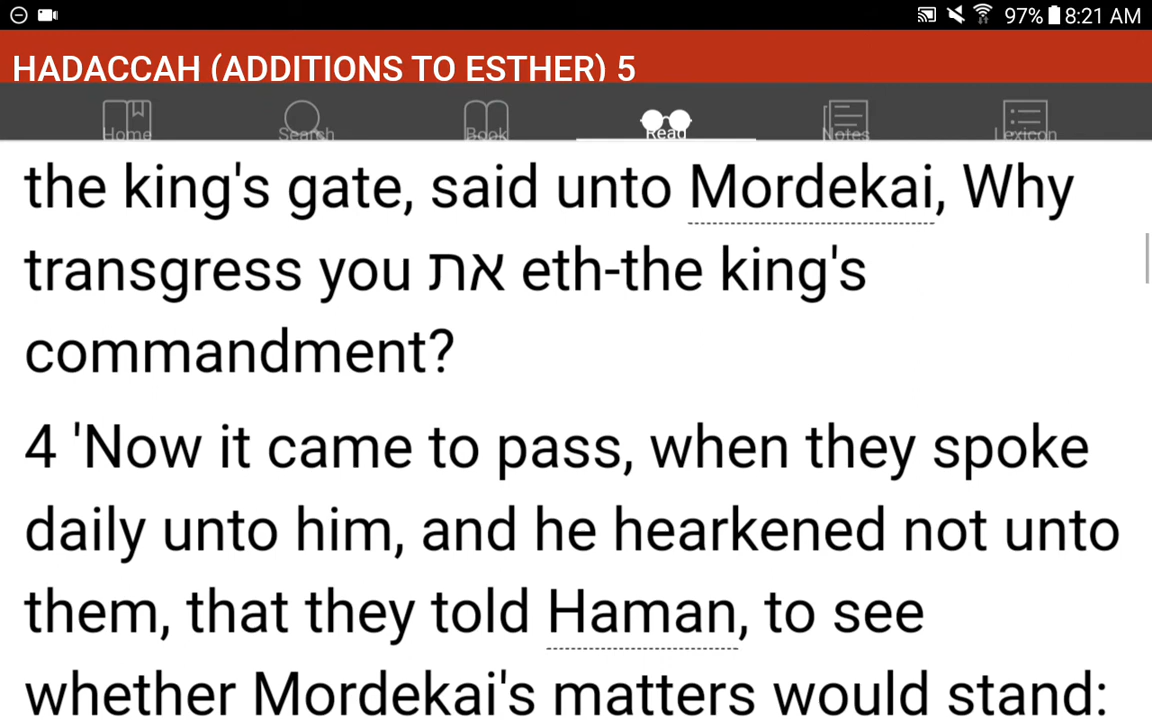 97% 8:21 AM
HADACCAH (ADDITIONS TO ESTHER) 5
Home Search Book Read Notes Lexicon
the king's gate, said unto Mordekai, Why
transgress you את eth-the king's
commandment?
4 'Now it came to pass, when they spoke
daily unto him, and he hearkened not unto
them, that they told Haman, to see
whether Mordekai's matters would stand: